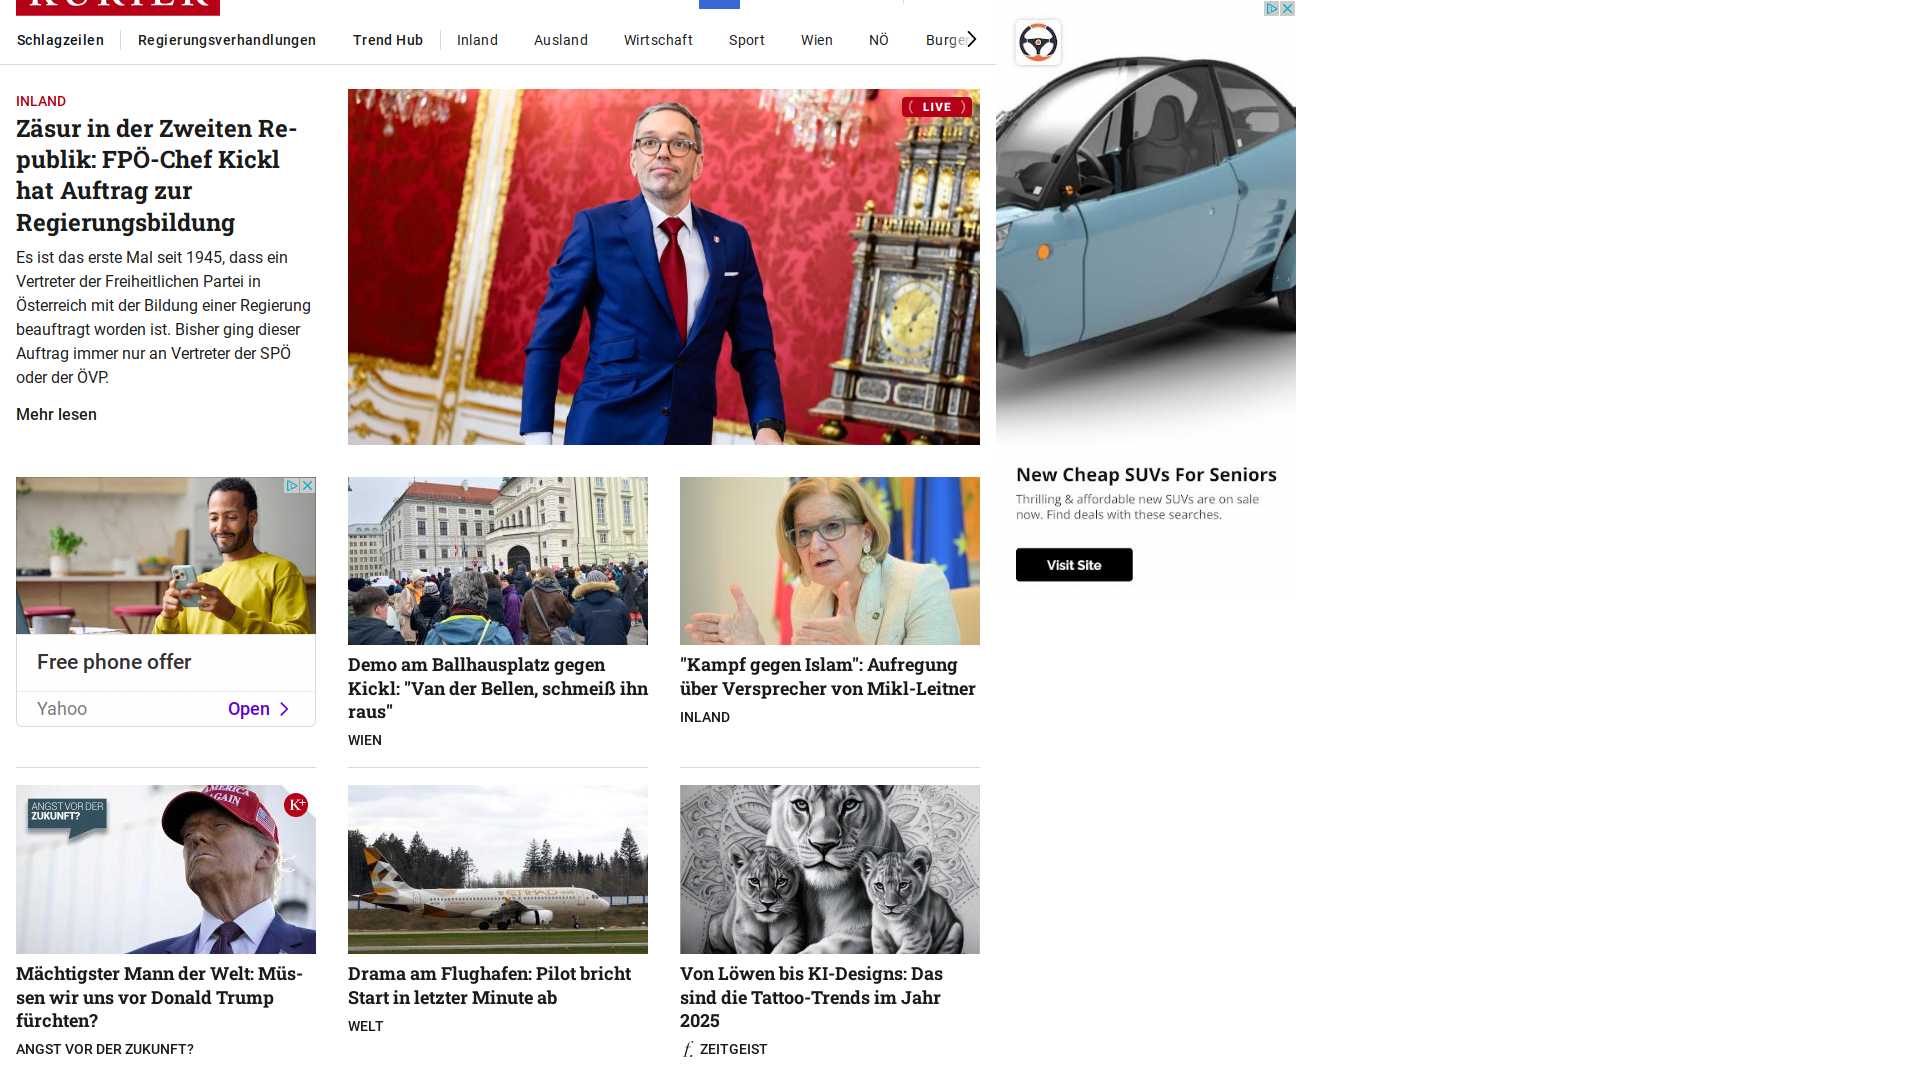 KURIER
Schlagzeilen
Regierungsverhandlungen
Trend Hub
Inland
Ausland
Wirtschaft
Sport
Wien
NÖ
INLAND
Zäsur in der Zweiten Re-
publik: FPÖ-Chef Kickl
hat Auftrag zur
Regierungsbildung
Es ist das erste Mal seit 1945, dass ein
Vertreter der Freiheitlichen Partei in
Österreich mit der Bildung einer Regierung
beauftragt worden ist. Bisher ging dieser
Auftrag immer nur an Vertreter der SPÖ
oder der ÖVP.
Mehr lesen
LIVE
Free phone offer
Yahoo
Open
Demo am Ballhausplatz gegen
Kickl: "Van der Bellen, schmeiß ihn
raus"
WIEN
"Kampf gegen Islam": Aufregung
über Versprecher von Mikl-Leitner
INLAND
ANGST VOR DER
ZUKUNFT?
AMERICA
AGAIN
K+
Mächtigster Mann der Welt: Müs-
sen wir uns vor Donald Trump
fürchten?
ANGST VOR DER ZUKUNFT?
ETIHAD
Drama am Flughafen: Pilot bricht
Start in letzter Minute ab
WELT
Von Löwen bis KI-Designs: Das
sind die Tattoo-Trends im Jahr
2025
f. ZEITGEIST
New Cheap SUVs For Seniors
Thrilling & affordable new SUVs are on sale
now. Find deals with these searches.
Visit Site